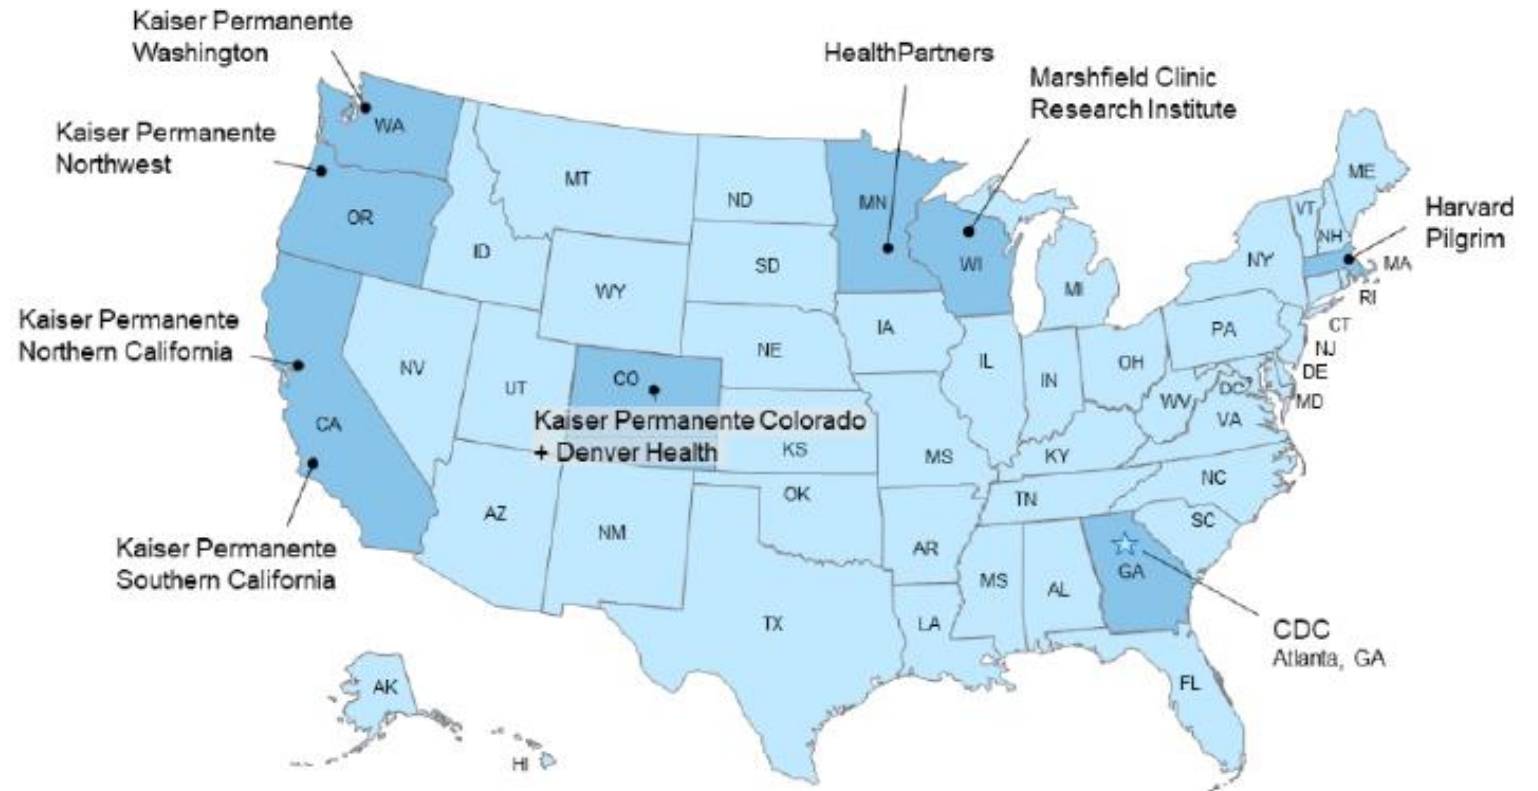 Kaiser Permanente
Washington
HealthPartners
Marshfield Clinic
Research Institute
Kaiser Permanente
Northwest
Harvard
Pilgrim
Kaiser Permanente
Northern California
Kaiser Permanente Colorado
+ Denver Health
Kaiser Permanente
Southern California
CDC
Atlanta, GA
WA
OR
CA
ID
NV
MT
WY
UT
CO
AZ
NM
ND
SD
NE
KS
OK
TX
MN
IA
MS
AR
LA
WI
IL
MI
IN
OH
KY
TN
MS
AL
GA
FL
SC
NC
VA
WV
DC
MD
DE
NJ
PA
NY
CT
RI
MA
VT
NH
ME
AK
HI